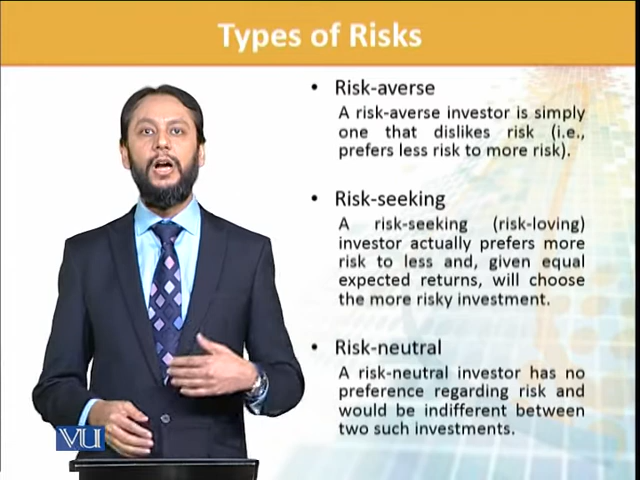 Types of Risks
• Risk-averse
A risk-averse investor is simply
one that dislikes risk (i.e.,
prefers less risk to more risk).
• Risk-seeking
A risk-seeking (risk-loving)
investor actually prefers more
risk to less and, given equal
expected returns, will choose
the more risky investment.
• Risk-neutral
A risk-neutral investor has no
preference regarding risk and
would be indifferent between
two such investments.
VU